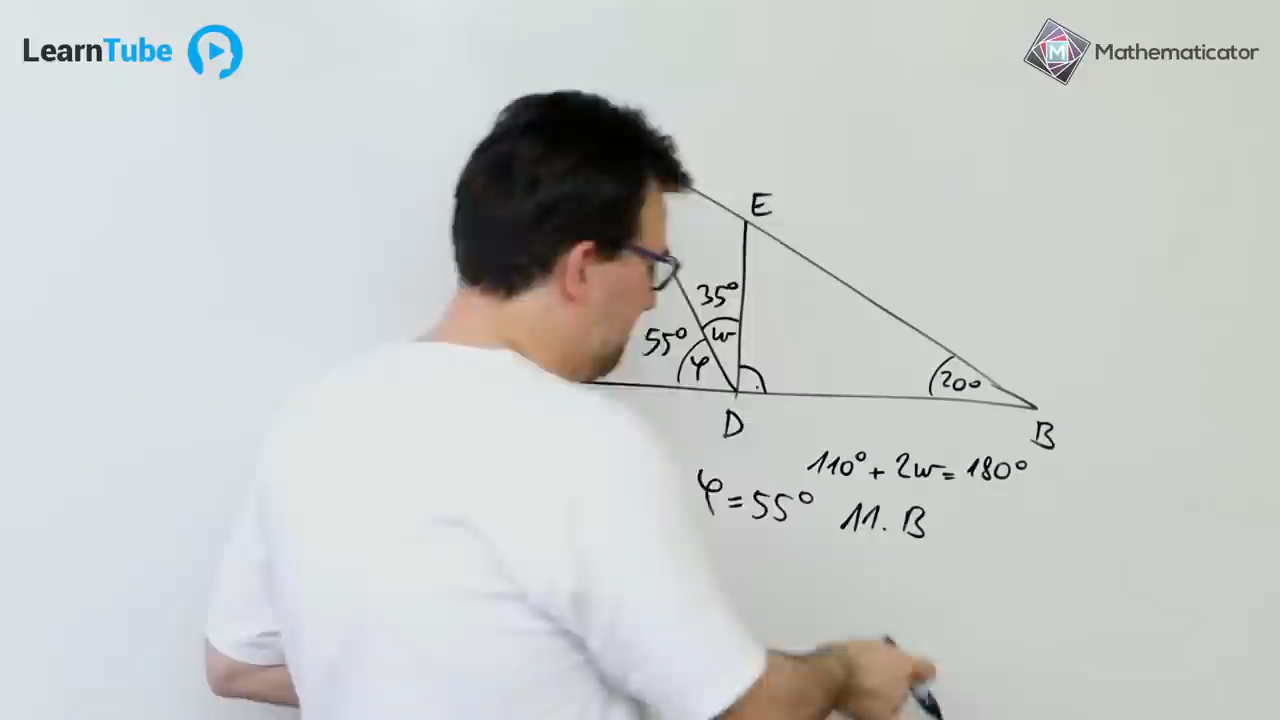 LearnTube
Mathematicator
E
35°
55°
w
φ
20°
D
B
110° + 2w = 180°
φ = 55° 11. B